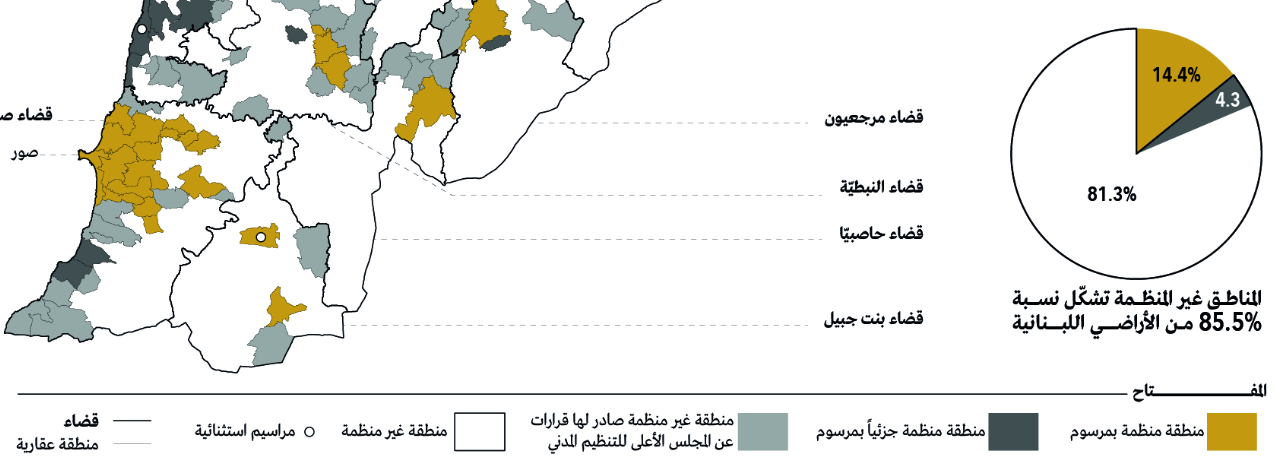 14.4%
4.3
81.3%
المناطق غير المنظمة تشكّل نسبة
85.5% من الأراضي اللبنانية
قضاء مرجعيون
قضاء النبطيّة
قضاء حاصبيّا
قضاء بنت جبيل
قضاء
صور
المفتاح
منطقة منظمة بمرسوم
منطقة منظمة جزئياً بمرسوم
منطقة غير منظمة صادر لها قرارات
عن المجلس الأعلى للتنظيم المدني
منطقة غير منظمة
مراسيم استثنائية
قضاء
منطقة عقارية